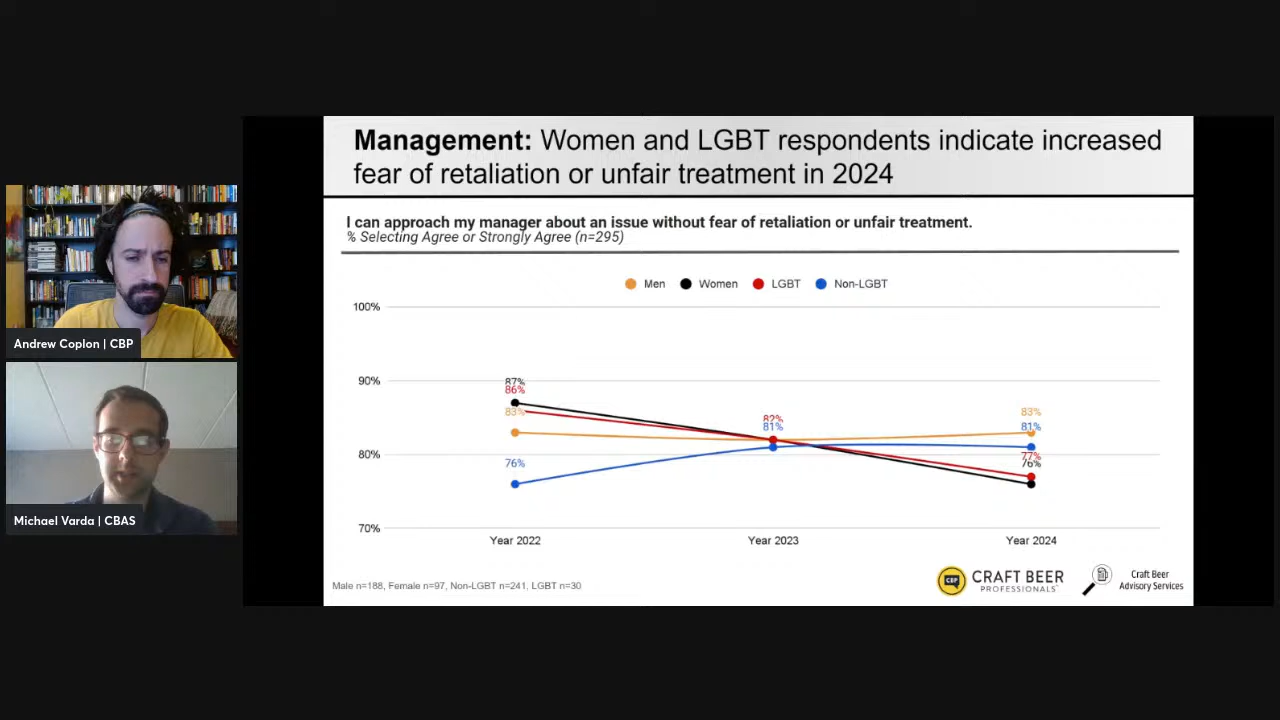 Management: Women and LGBT respondents indicate increased
fear of retaliation or unfair treatment in 2024
I can approach my manager about an issue without fear of retaliation or unfair treatment.
% Selecting Agree or Strongly Agree (n=295)
Men Women LGBT Non-LGBT
100%
90%
80%
70%
87%
86%
83%
76%
82%
81%
83%
81%
77%
76%
Year 2022 Year 2023 Year 2024
Male n=188, Female n=97, Non-LGBT n=241, LGBT n=30
CBP
CRAFT BEER
PROFESSIONALS
Craft Beer
Advisory Services
Andrew Coplon | CBP
Michael Varda | CBAS